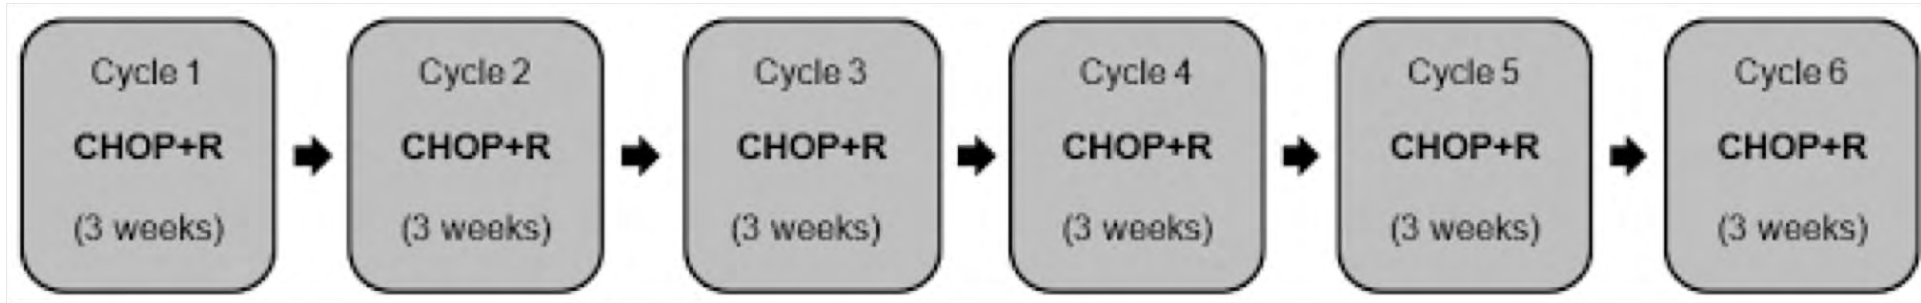 Cycle 1
CHOP+R
(3 weeks)
Cycle 2
CHOP+R
(3 weeks)
Cycle 3
CHOP+R
(3 weeks)
Cycle 4
CHOP+R
(3 weeks)
Cycle 5
CHOP+R
(3 weeks)
Cycle 6
CHOP+R
(3 weeks)